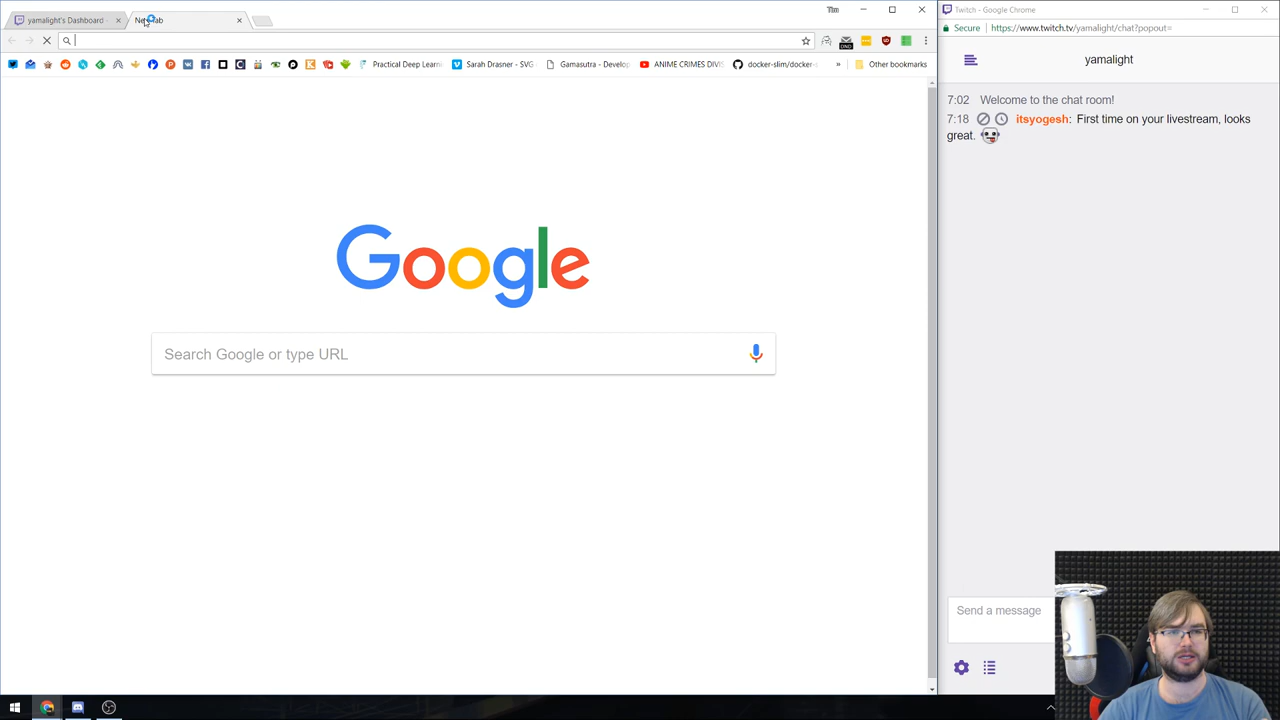 yamalight's Dashboard
New Tab
Tim
Practical Deep Learn
Sarah Drasner - SVG
Gamasutra - Develop
ANIME CRIMES DIVIS
docker-slim/docker-s
»
Other bookmarks
Google
Search Google or type URL
Twitch - Google Chrome
Secure
https://www.twitch.tv/yamalight/chat?popout=
yamalight
7:02 Welcome to the chat room!
7:18 itsyogesh: First time on your livestream, looks
great.
Send a message